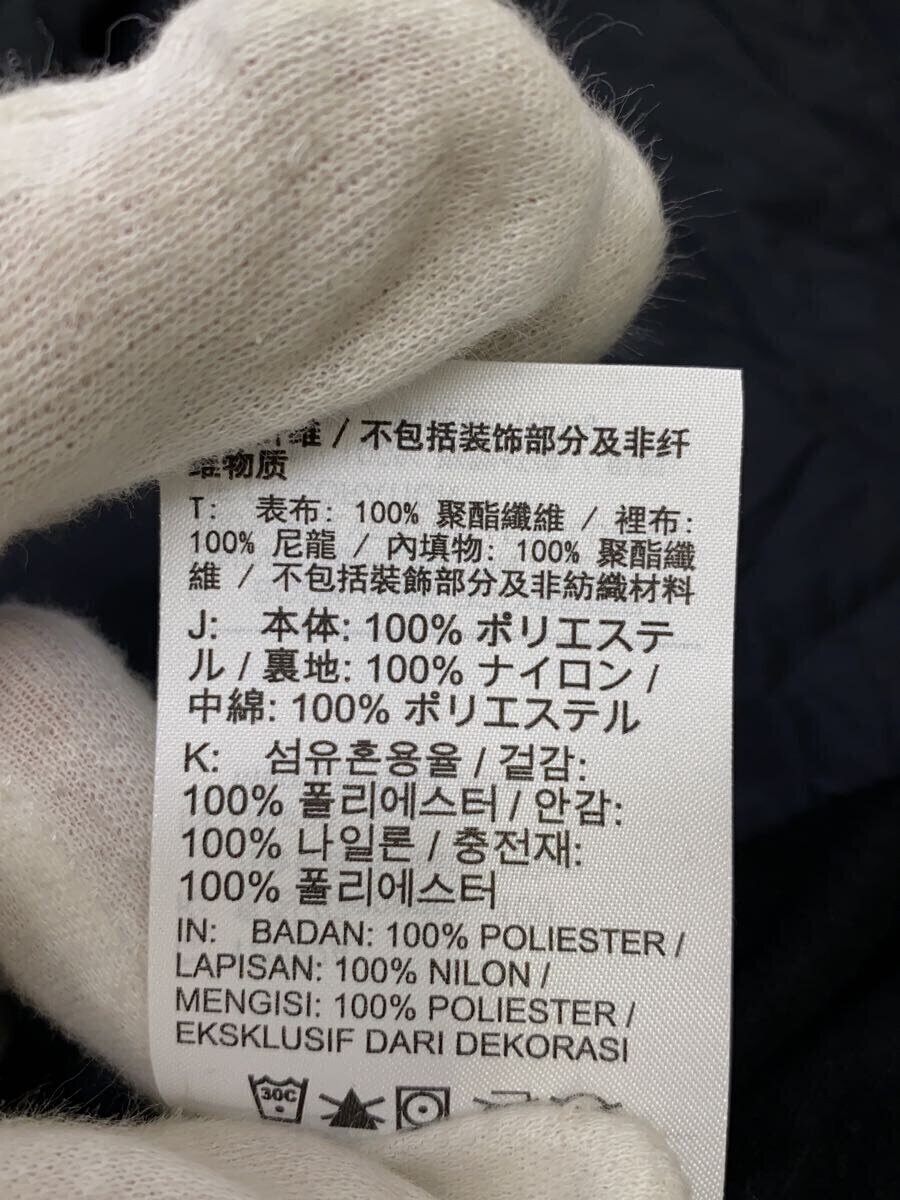 维 / 不包括装饰部分及非纤
维物质
T: 表布: 100% 聚酯纖維 / 裡布:
100% 尼龍 / 內填物: 100% 聚酯纖
維 / 不包括裝飾部分及非紡織材料
J: 本体: 100% ポリエステ
ル / 裏地: 100% ナイロン /
中綿: 100% ポリエステル
K: 섬유혼용율 / 겉감:
100% 폴리에스터 / 안감:
100% 나일론 / 충전재:
100% 폴리에스터
IN: BADAN: 100% POLIESTER /
LAPISAN: 100% NILON /
MENGISI: 100% POLIESTER /
EKSKLUSIF DARI DEKORASI
30C